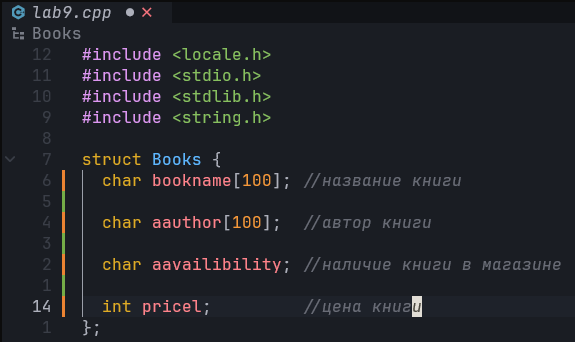 lab9.cpp
Books
12 #include <locale.h>
11 #include <stdio.h>
10 #include <stdlib.h>
9 #include <string.h>
8
7 struct Books {
6 char bookname[100]; //название книги
5
4 char aauthor[100]; //автор книги
3
2 char aavailibility; //наличие книги в магазине
1
14 int pricel; //цена книги
1 };